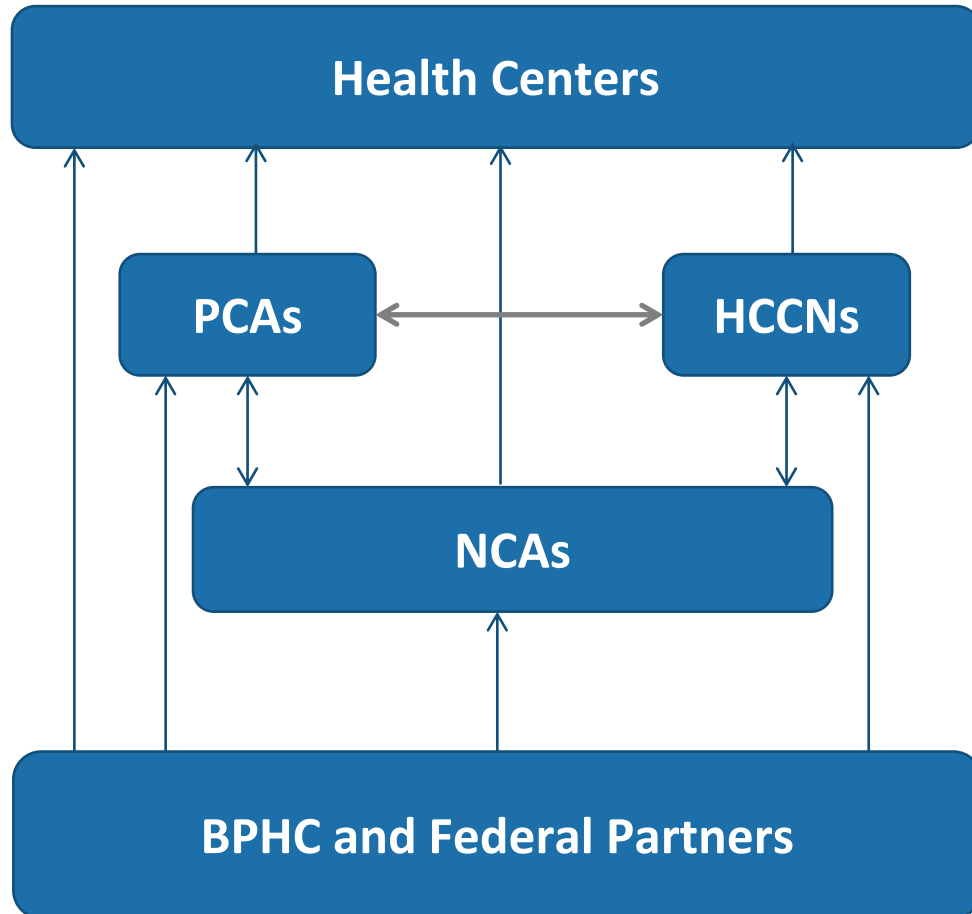 Health Centers
PCAs
HCCNs
NCAs
BPHC and Federal Partners